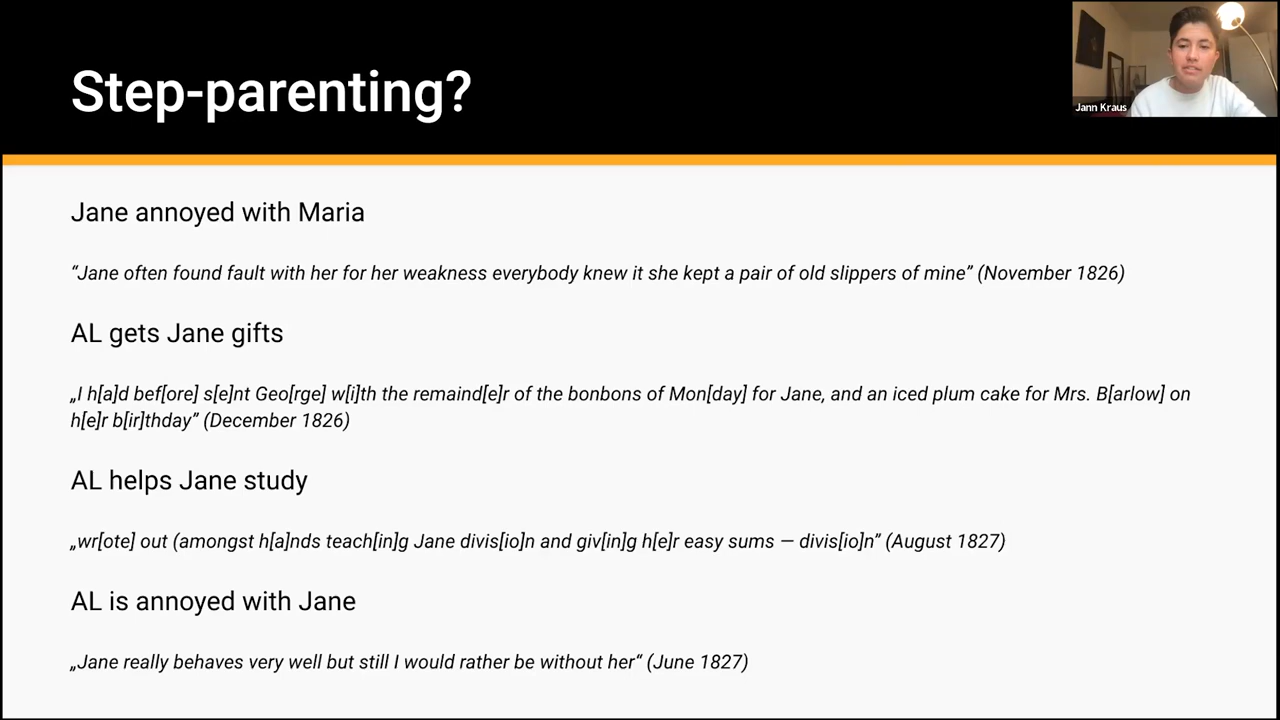 Step-parenting?
Jann Kraus
Jane annoyed with Maria
“Jane often found fault with her for her weakness everybody knew it she kept a pair of old slippers of mine” (November 1826)
AL gets Jane gifts
„I h[a]d bef[ore] s[e]nt Geo[rge] w[i]th the remaind[e]r of the bonbons of Mon[day] for Jane, and an iced plum cake for Mrs. B[arlow] on
h[e]r b[ir]thday” (December 1826)
AL helps Jane study
„wr[ote] out (amongst h[a]nds teach[in]g Jane divis[io]n and giv[in]g h[e]r easy sums — divis[io]n” (August 1827)
AL is annoyed with Jane
„Jane really behaves very well but still I would rather be without her“ (June 1827)